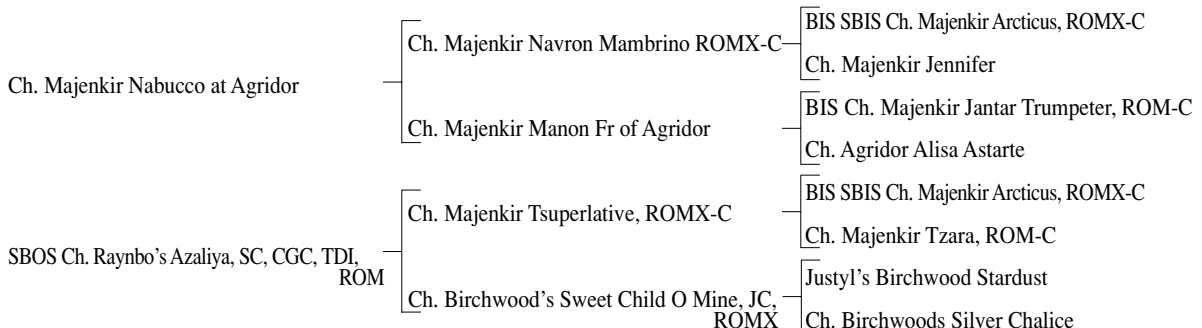 BIS SBIS Ch. Majenkir Arcticus, ROMX-C
Ch. Majenkir Navron Mambrino ROMX-C
Ch. Majenkir Jennifer
Ch. Majenkir Nabucco at Agridor
BIS Ch. Majenkir Jantar Trumpeter, ROM-C
Ch. Majenkir Manon Fr of Agridor
Ch. Agridor Alisa Astarte
BIS SBIS Ch. Majenkir Arcticus, ROMX-C
Ch. Majenkir Tsuperlative, ROMX-C
Ch. Majenkir Tzara, ROM-C
SBOS Ch. Raynbo’s Azaliya, SC, CGC, TDI,
ROM
Justyl’s Birchwood Stardust
Ch. Birchwood’s Sweet Child O Mine, JC,
ROMX
Ch. Birchwoods Silver Chalice